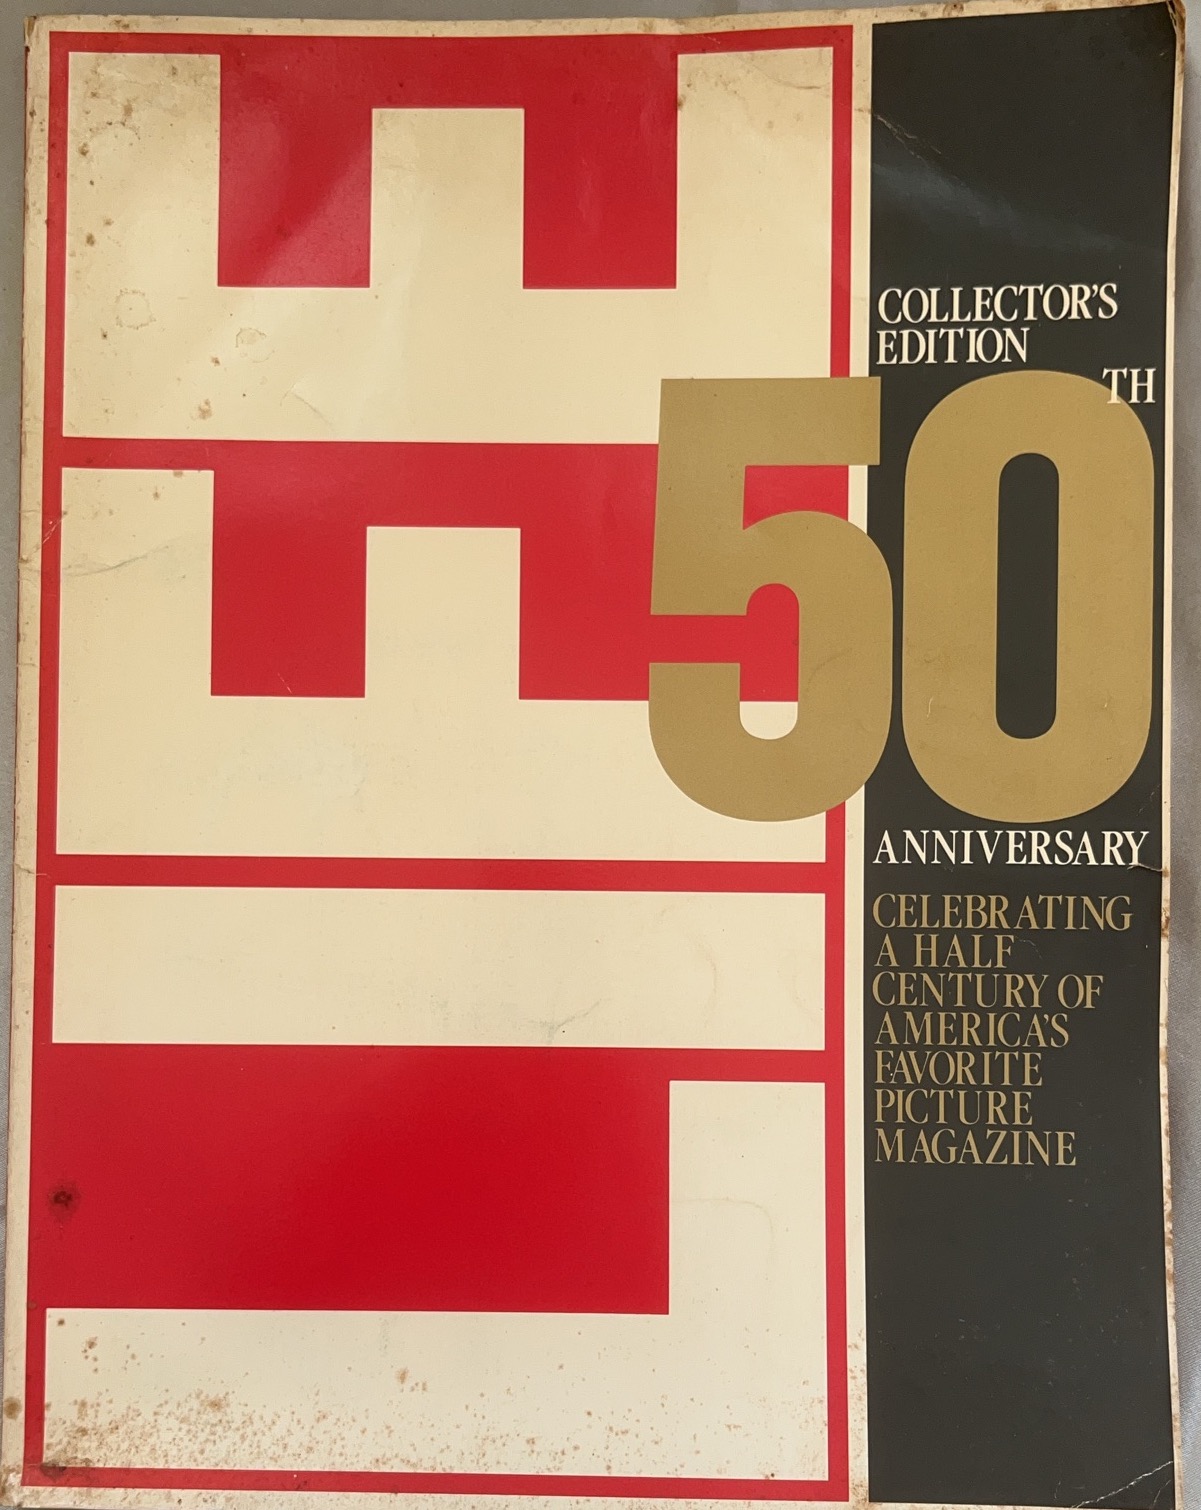 LIFE
COLLECTOR'S
EDITION
50TH
ANNIVERSARY
CELEBRATING
A HALF
CENTURY OF
AMERICA'S
FAVORITE
PICTURE
MAGAZINE